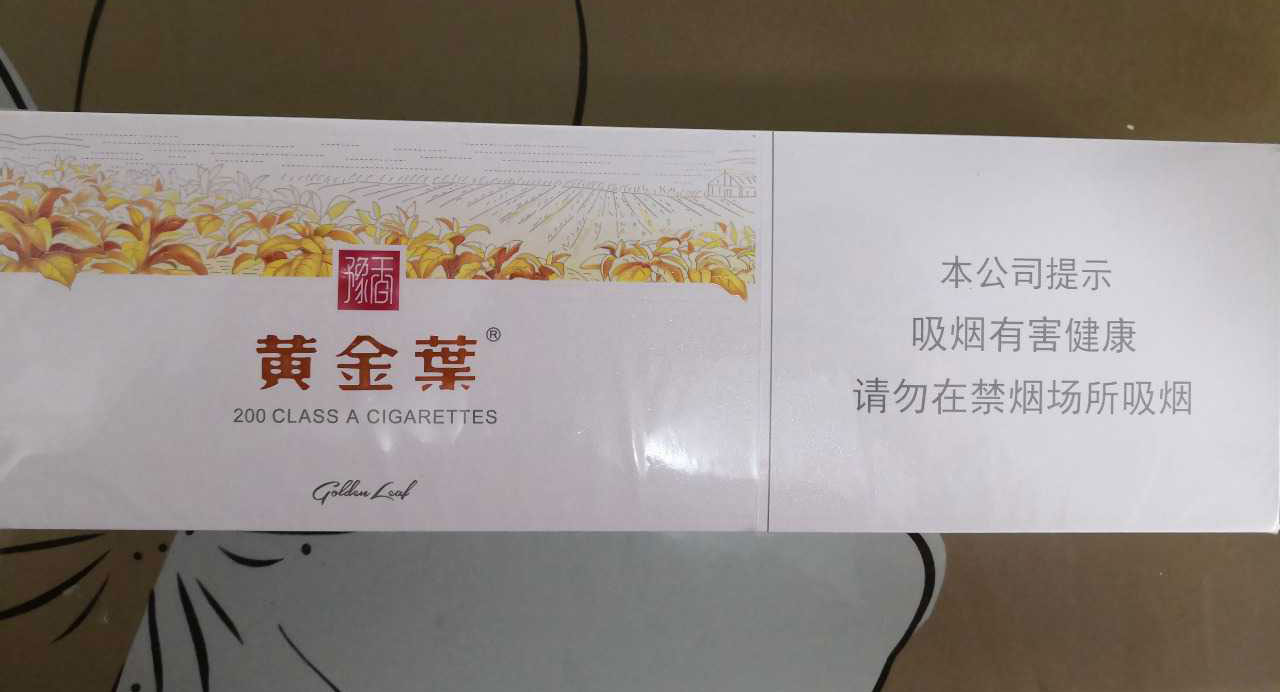 豫香
黄金葉®
200 CLASS A CIGARETTES
Golden Leaf
本公司提示
吸烟有害健康
请勿在禁烟场所吸烟